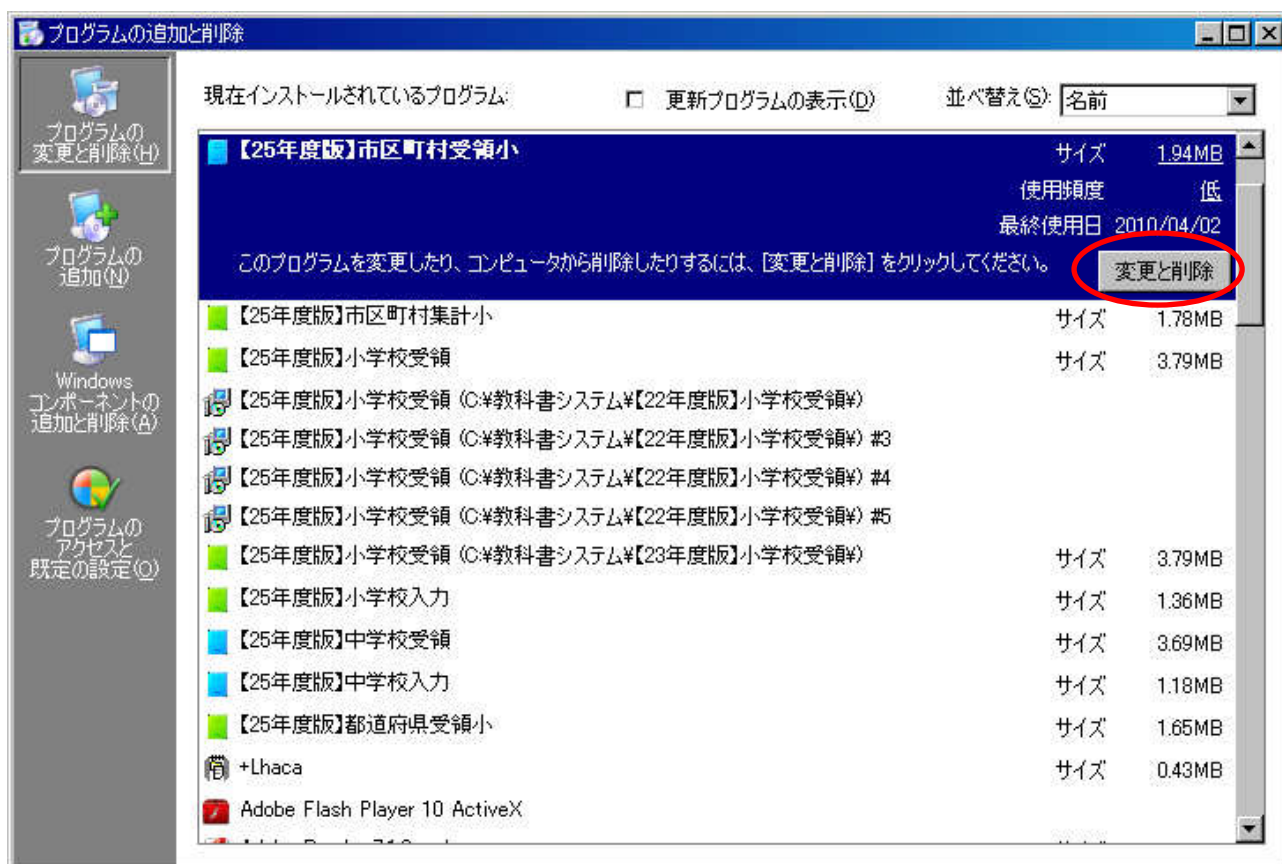 プログラムの追加と削除
プログラムの
変更と削除(H)
プログラムの
追加(N)
Windows
コンポーネントの
追加と削除(A)
プログラムの
アクセスと
既定の設定(O)
現在インストールされているプログラム:
更新プログラムの表示(D)
並べ替え(S): 名前
【25年度版】市区町村受領小 サイズ 1.94MB
使用頻度 低
最終使用日 2010/04/02
このプログラムを変更したり、コンピュータから削除したりするには、[変更と削除] をクリックしてください。 変更と削除
【25年度版】市区町村集計小 サイズ 1.78MB
【25年度版】小学校受領 サイズ 3.79MB
【25年度版】小学校受領 (C:¥教科書システム¥【22年度版】小学校受領¥)
【25年度版】小学校受領 (C:¥教科書システム¥【22年度版】小学校受領¥) #3
【25年度版】小学校受領 (C:¥教科書システム¥【22年度版】小学校受領¥) #4
【25年度版】小学校受領 (C:¥教科書システム¥【22年度版】小学校受領¥) #5
【25年度版】小学校受領 (C:¥教科書システム¥【23年度版】小学校受領¥) サイズ 3.79MB
【25年度版】小学校入力 サイズ 1.36MB
【25年度版】中学校受領 サイズ 3.69MB
【25年度版】中学校入力 サイズ 1.18MB
【25年度版】都道府県受領小 サイズ 1.65MB
+Lhaca サイズ 0.43MB
Adobe Flash Player 10 ActiveX